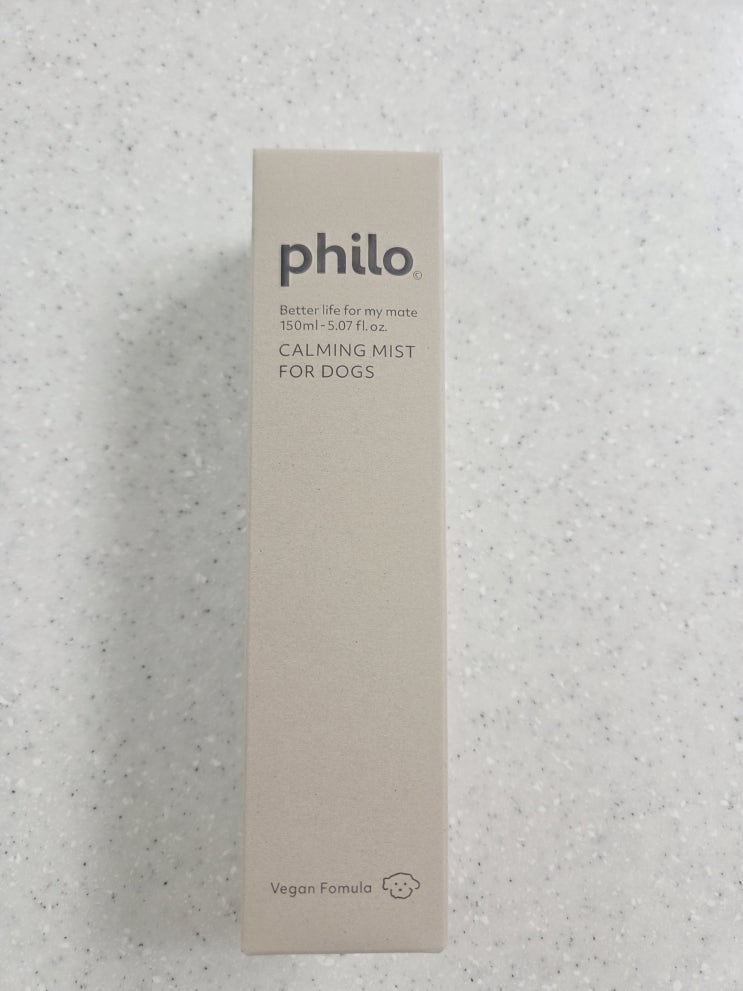 philo©
Better life for my mate
150ml - 5.07 fl. oz.
CALMING MIST
FOR DOGS
Vegan Fomula